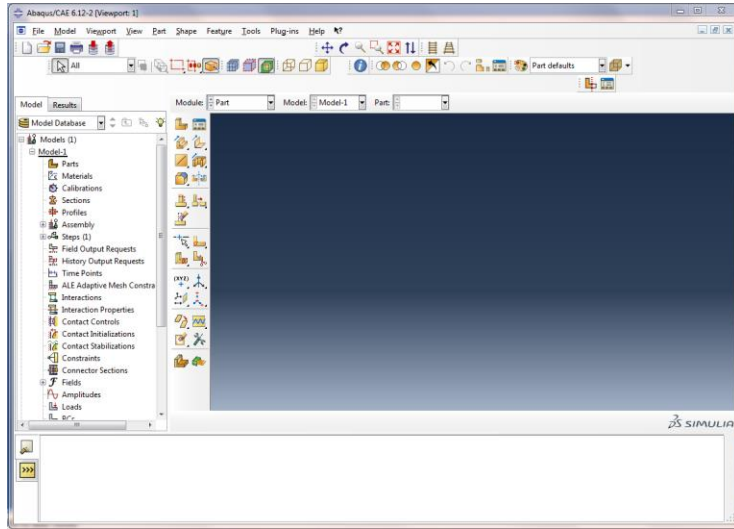 Abaqus/CAE 6.12-2 [Viewport: 1]
File Model Viewport View Part Shape Feature Tools Plug-ins Help
All
Part defaults
Model Results
Module: Part Model: Model-1 Part:
Model Database
Models (1)
Model-1
Parts
Materials
Calibrations
Sections
Profiles
Assembly
Steps (1)
Field Output Requests
History Output Requests
Time Points
ALE Adaptive Mesh Constra
Interactions
Interaction Properties
Contact Controls
Contact Initializations
Contact Stabilizations
Constraints
Connector Sections
Fields
Amplitudes
Loads
BCs
(XYZ)
SIMULIA
>>>